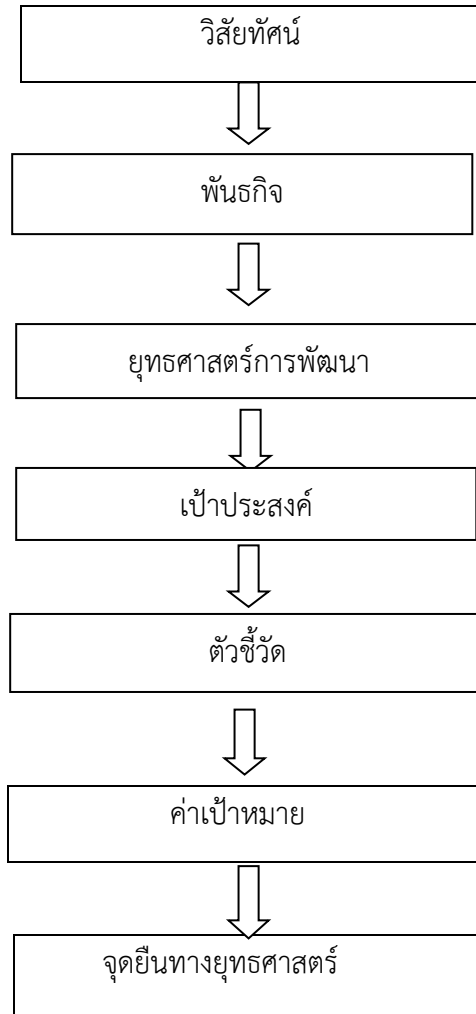 วิสัยทัศน์
พันธกิจ
ยุทธศาสตร์การพัฒนา
เป้าประสงค์
ตัวชี้วัด
ค่าเป้าหมาย
จุดยืนทางยุทธศาสตร์